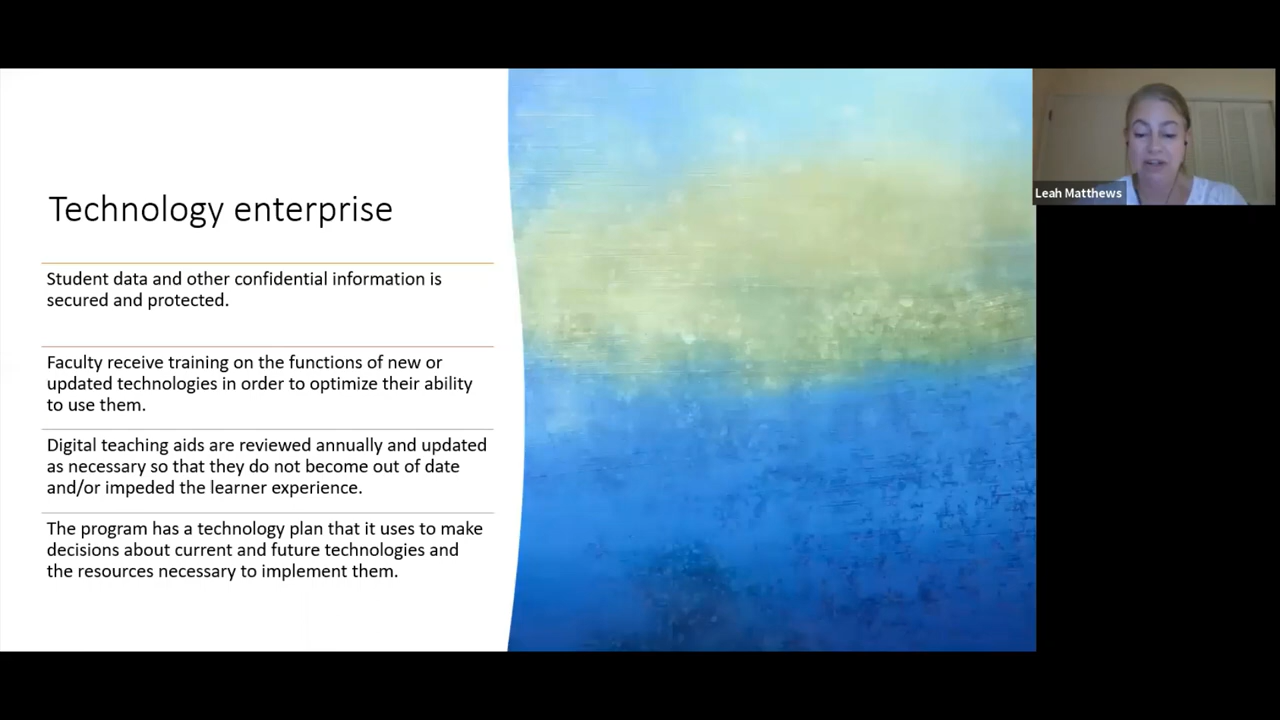 Technology enterprise
Student data and other confidential information is
secured and protected.
Faculty receive training on the functions of new or
updated technologies in order to optimize their ability
to use them.
Digital teaching aids are reviewed annually and updated
as necessary so that they do not become out of date
and/or impeded the learner experience.
The program has a technology plan that it uses to make
decisions about current and future technologies and
the resources necessary to implement them.
Leah Matthews